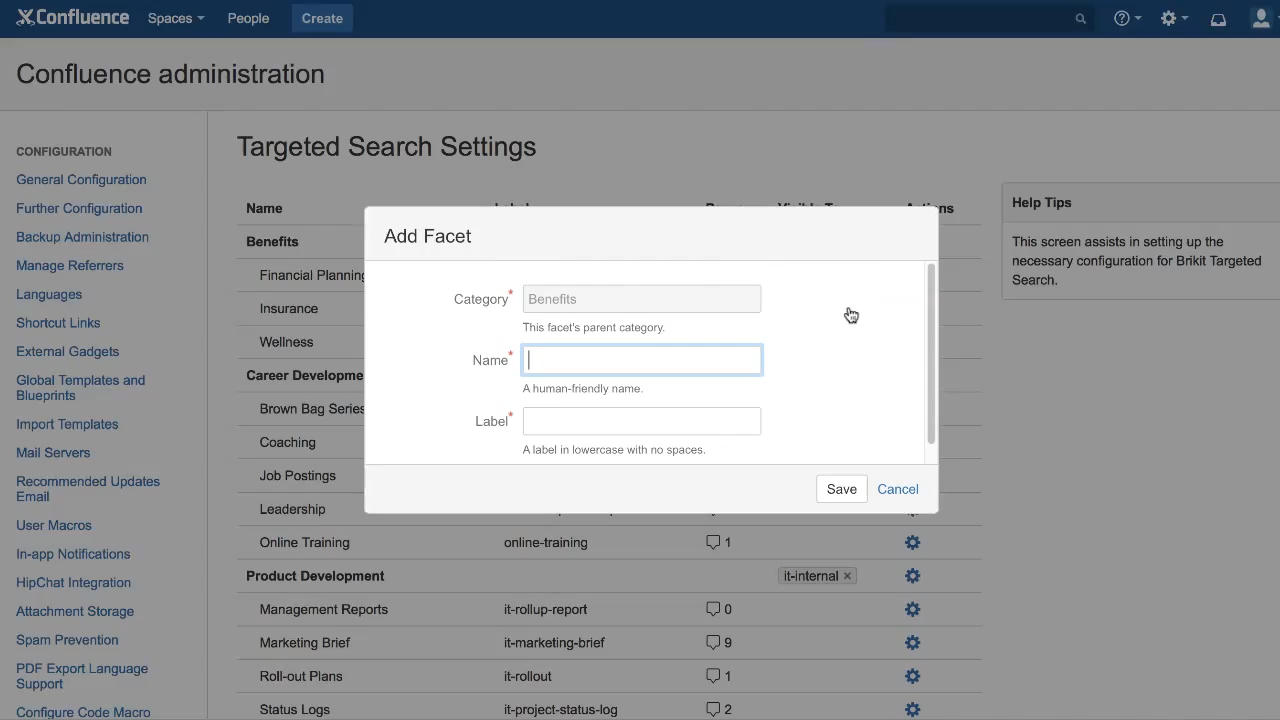 Confluence Spaces People Create
Confluence administration
CONFIGURATION
General Configuration
Further Configuration
Backup Administration
Manage Referrers
Languages
Shortcut Links
External Gadgets
Global Templates and
Blueprints
Import Templates
Mail Servers
Recommended Updates
Email
User Macros
In-app Notifications
HipChat Integration
Attachment Storage
Spam Prevention
PDF Export Language
Support
Configure Code Macro
Targeted Search Settings
Name
Benefits
Financial Planning
Insurance
Wellness
Career Developme
Brown Bag Series
Coaching
Job Postings
Leadership
Online Training online-training 1
Product Development it-internal ×
Management Reports it-rollup-report 0
Marketing Brief it-marketing-brief 9
Roll-out Plans it-rollout 1
Status Logs it-project-status-log 2
Add Facet
Category* Benefits
This facet's parent category.
Name*
A human-friendly name.
Label*
A label in lowercase with no spaces.
Save Cancel
Help Tips
This screen assists in setting up the
necessary configuration for Brikit Targeted
Search.